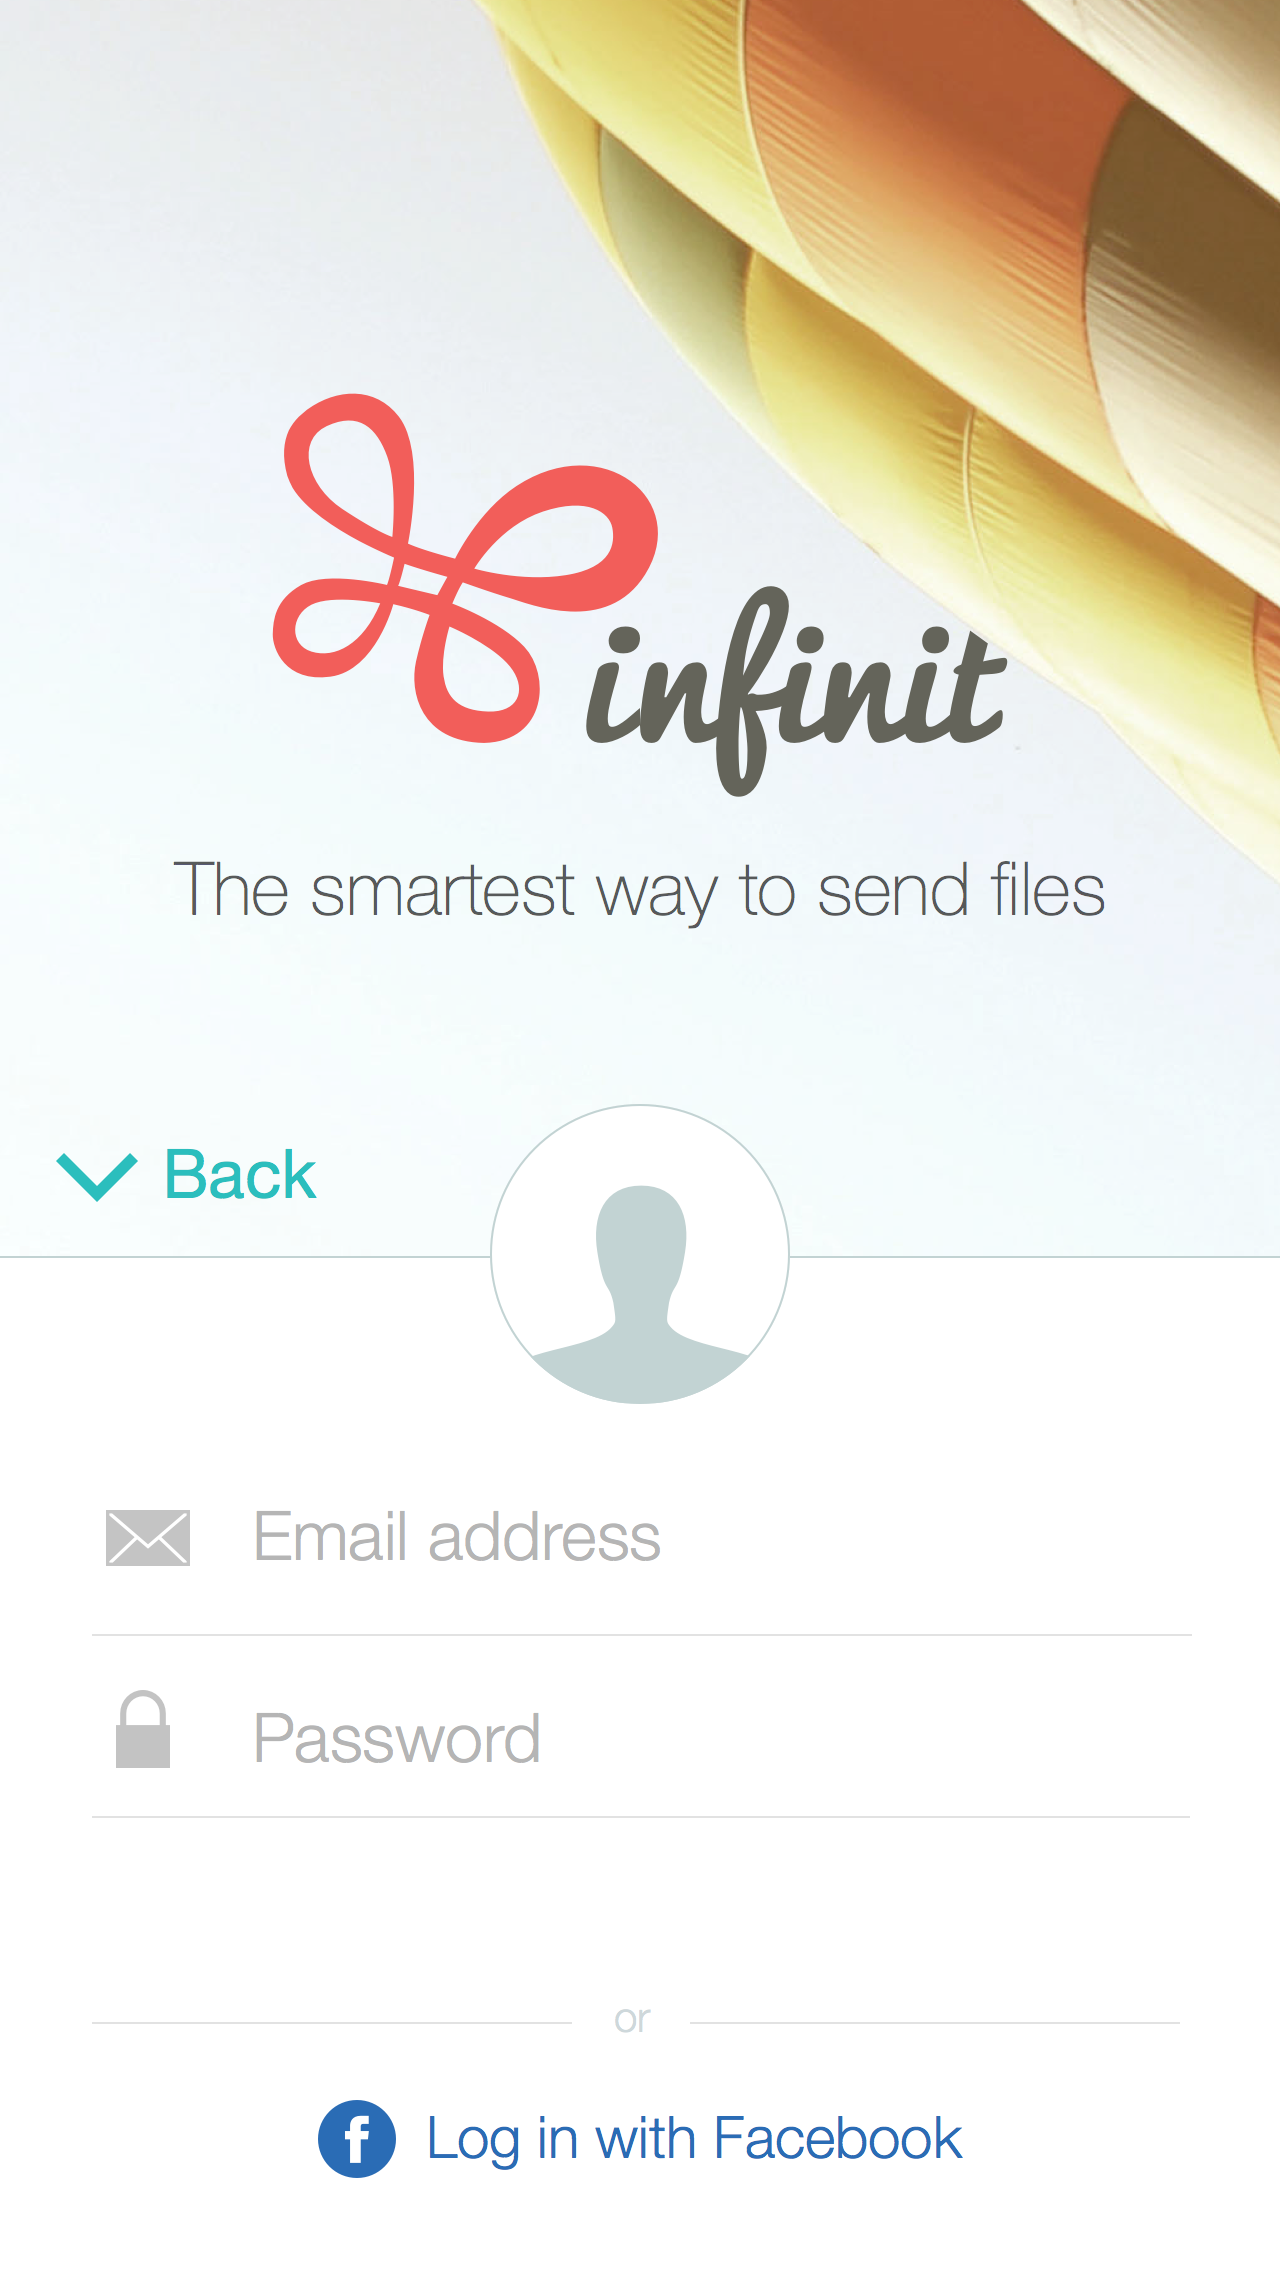 infinit
The smartest way to send files
Back
Email address
Password
or
f Log in with Facebook